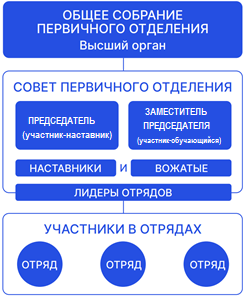 ОБЩЕЕ СОБРАНИЕ
ПЕРВИЧНОГО ОТДЕЛЕНИЯ
Высший орган
СОВЕТ ПЕРВИЧНОГО ОТДЕЛЕНИЯ
ПРЕДСЕДАТЕЛЬ
(участник-наставник)
ЗАМЕСТИТЕЛЬ
ПРЕДСЕДАТЕЛЯ
(участник-обучающийся)
НАСТАВНИКИ И ВОЖАТЫЕ
ЛИДЕРЫ ОТРЯДОВ
УЧАСТНИКИ В ОТРЯДАХ
ОТРЯД ОТРЯД ОТРЯД